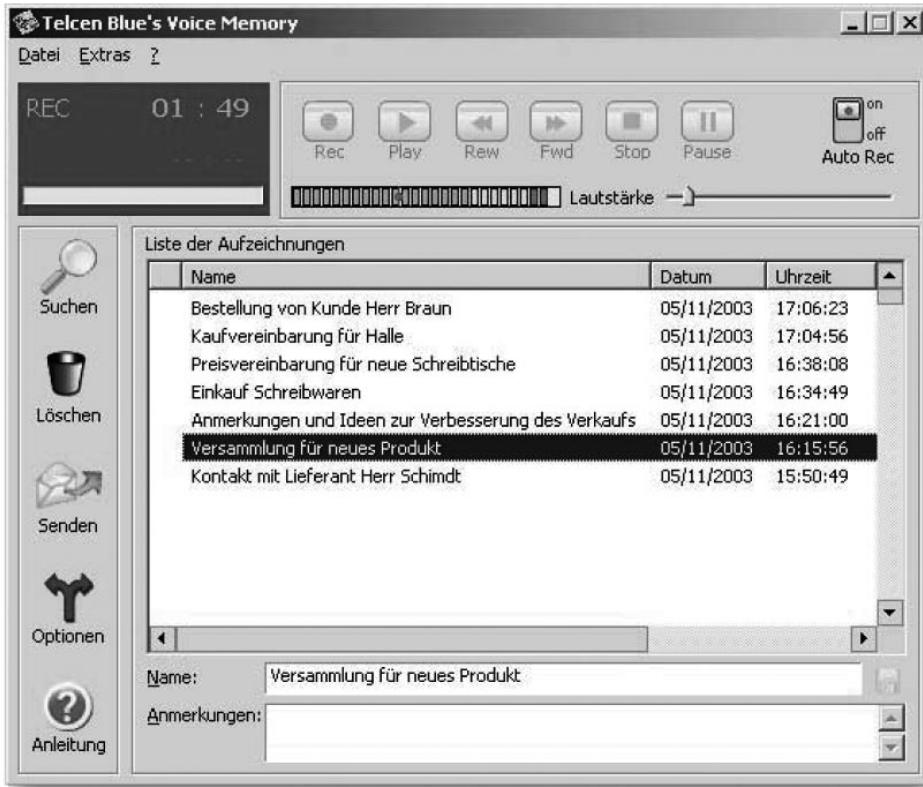 Telcen Blue's Voice Memory
Datei Extras ?
REC 01 : 49
-- : --
Rec Play Rew Fwd Stop Pause
on
off
Auto Rec
Lautstärke
Suchen
Löschen
Senden
Optionen
Anleitung
Liste der Aufzeichnungen
Name Datum Uhrzeit
Bestellung von Kunde Herr Braun 05/11/2003 17:06:23
Kaufvereinbarung für Halle 05/11/2003 17:04:56
Preisvereinbarung für neue Schreibtische 05/11/2003 16:38:08
Einkauf Schreibwaren 05/11/2003 16:34:49
Anmerkungen und Ideen zur Verbesserung des Verkaufs 05/11/2003 16:21:00
Versammlung für neues Produkt 05/11/2003 16:15:56
Kontakt mit Lieferant Herr Schimdt 05/11/2003 15:50:49
Name: Versammlung für neues Produkt
Anmerkungen: